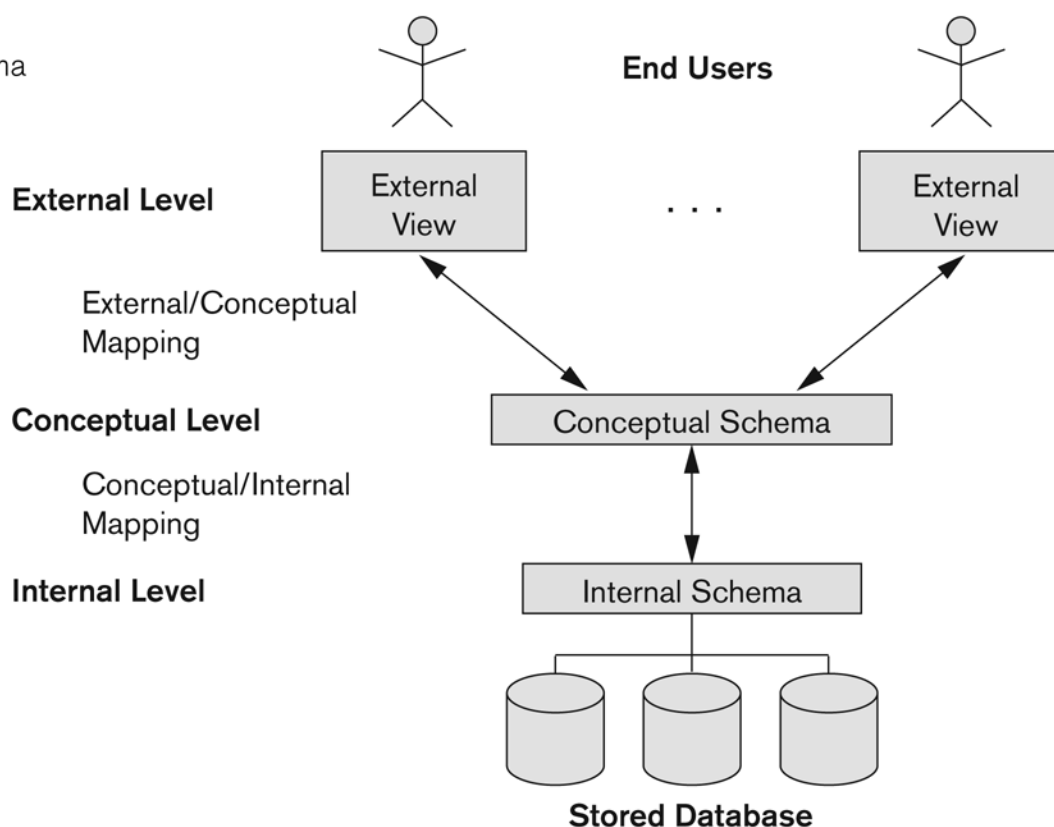 ma
End Users
External Level
External
View
. . .
External
View
External/Conceptual
Mapping
Conceptual Level
Conceptual Schema
Conceptual/Internal
Mapping
Internal Level
Internal Schema
Stored Database